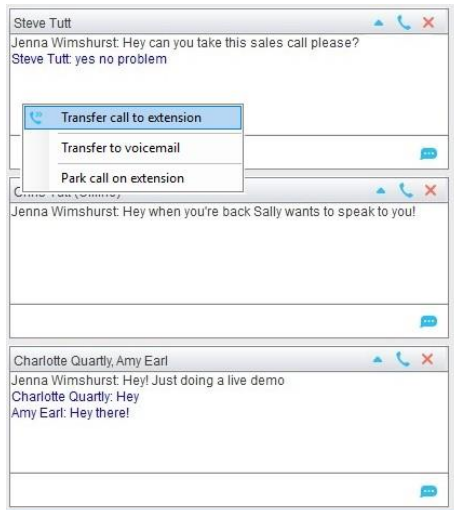 Steve Tutt
Jenna Wimshurst: Hey can you take this sales call please?
Steve Tutt: yes no problem
Transfer call to extension
Transfer to voicemail
Park call on extension
(Offline)
Jenna Wimshurst: Hey when you're back Sally wants to speak to you!
Charlotte Quartly, Amy Earl
Jenna Wimshurst: Hey! Just doing a live demo
Charlotte Quartly: Hey
Amy Earl: Hey there!